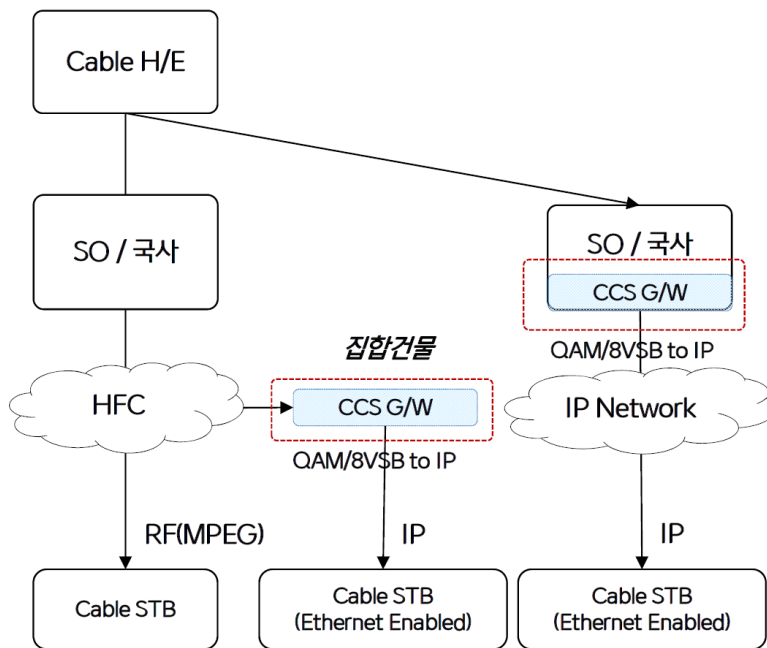 Cable H/E
SO / 국사
SO / 국사
CCS G/W
QAM/8VSB to IP
집합건물
HFC
CCS G/W
IP Network
QAM/8VSB to IP
RF(MPEG)
IP
IP
Cable STB
Cable STB
(Ethernet Enabled)
Cable STB
(Ethernet Enabled)